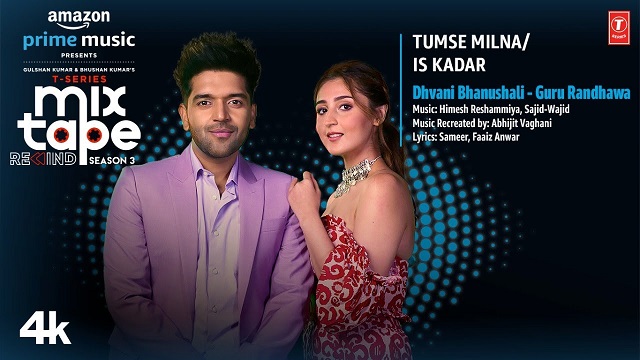 amazon
prime music
PRESENTS
GULSHAN KUMAR & BHUSHAN KUMAR'S
T-SERIES
mix
tape
REWIND SEASON 3
4k
TUMSE MILNA/
IS KADAR
Dhvani Bhanushali - Guru Randhawa
Music: Himesh Reshammiya, Sajid-Wajid
Music Recreated by: Abhijit Vaghani
Lyrics: Sameer, Faaiz Anwar
T-SERIES